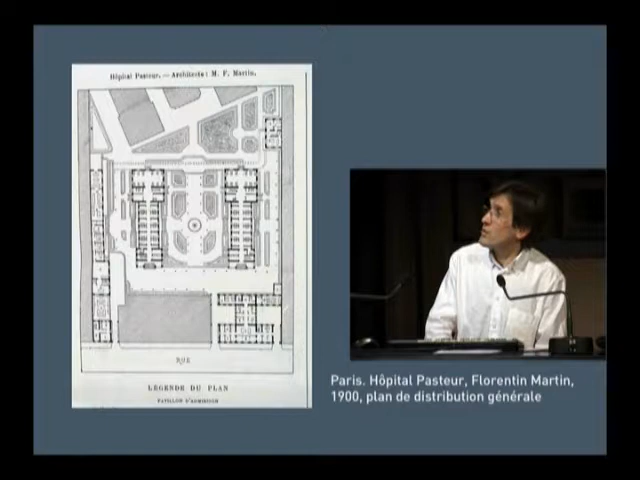 Hôpital Pasteur. — Architecte : M. F. Martin.
RUE
LÉGENDE DU PLAN
PAVILLON D'ADMISSION
Paris. Hôpital Pasteur, Florentin Martin,
1900, plan de distribution générale